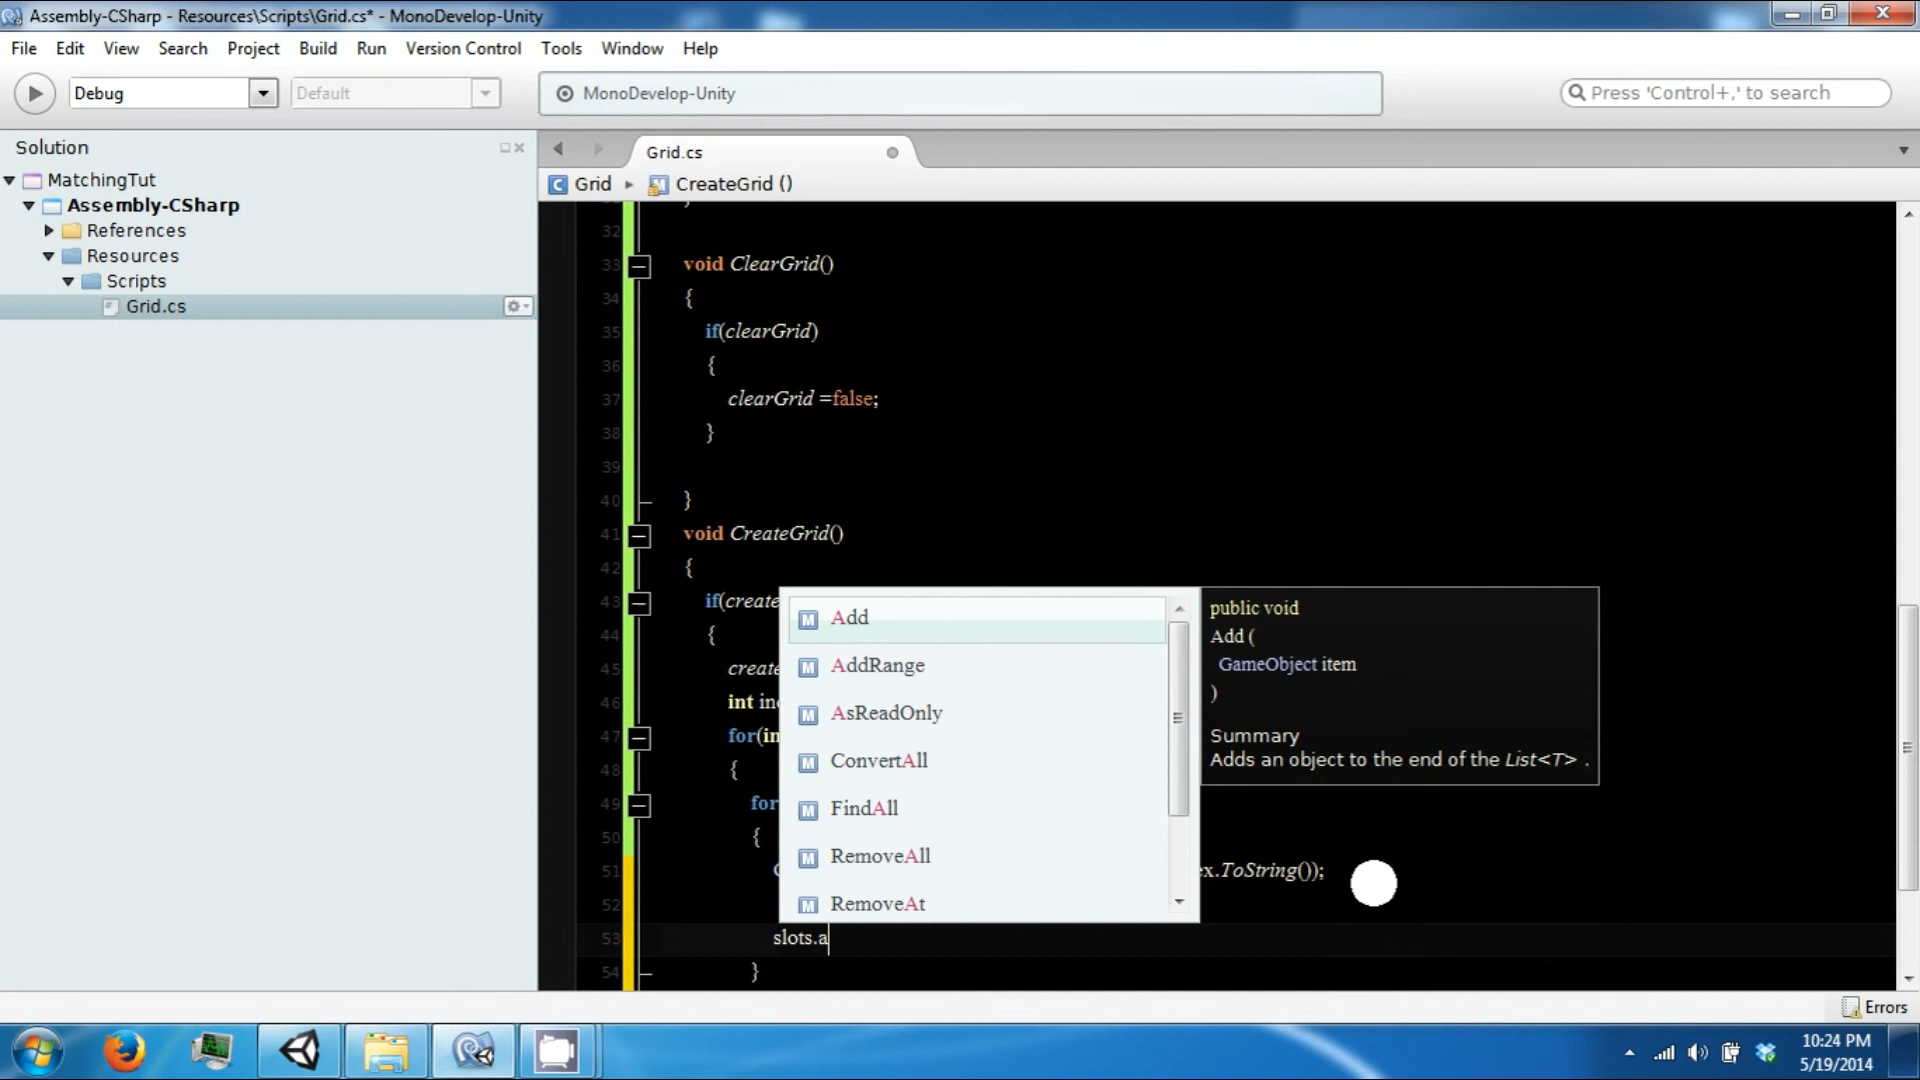 Assembly-CSharp - Resources\Scripts\Grid.cs* - MonoDevelop-Unity
File Edit View Search Project Build Run Version Control Tools Window Help
Debug
Default
MonoDevelop-Unity
Press 'Control+,' to search
Solution
MatchingTut
Assembly-CSharp
References
Resources
Scripts
Grid.cs
Grid.cs
Grid CreateGrid ()
32
33 void ClearGrid()
34 {
35 if(clearGrid)
36 {
37 clearGrid =false;
38 }
39
40 }
41 void CreateGrid()
42 {
43 if(create
44 {
45 create
46 int
47 for(in
48 {
49 for
50 {
51 x.ToString());
52
53 slots.a
54 }
Add
AddRange
AsReadOnly
ConvertAll
FindAll
RemoveAll
RemoveAt
public void
Add (
GameObject item
)
Summary
Adds an object to the end of the List<T> .
Errors
10:24 PM
5/19/2014